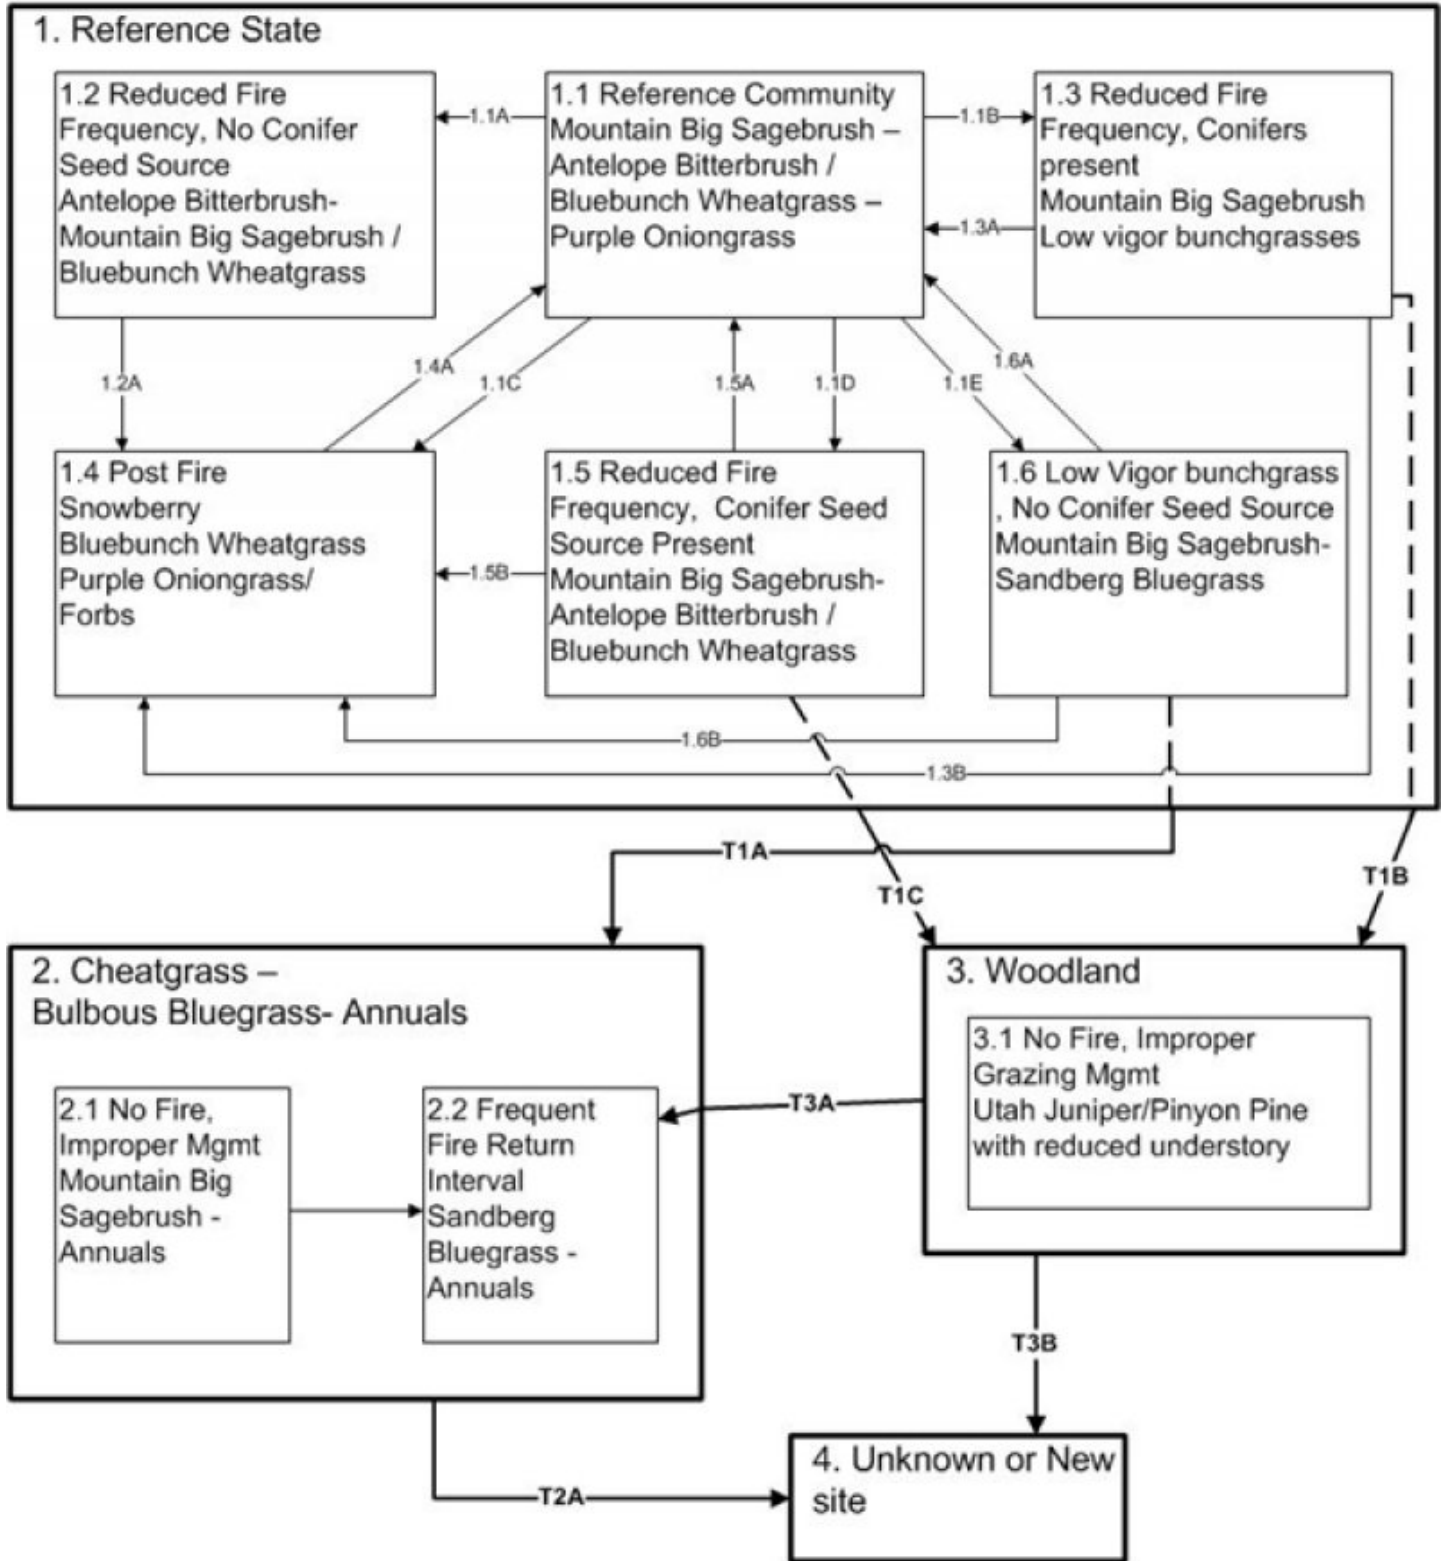 1. Reference State
1.2 Reduced Fire
Frequency, No Conifer
Seed Source
Antelope Bitterbrush-
Mountain Big Sagebrush /
Bluebunch Wheatgrass
1.1A
1.1 Reference Community
Mountain Big Sagebrush –
Antelope Bitterbrush /
Bluebunch Wheatgrass –
Purple Oniongrass
1.1B
1.3A
1.3 Reduced Fire
Frequency, Conifers
present
Mountain Big Sagebrush
Low vigor bunchgrasses
1.2A
1.4A
1.1C
1.5A
1.1D
1.1E
1.6A
1.4 Post Fire
Snowberry
Bluebunch Wheatgrass
Purple Oniongrass/
Forbs
1.5B
1.5 Reduced Fire
Frequency, Conifer Seed
Source Present
Mountain Big Sagebrush-
Antelope Bitterbrush /
Bluebunch Wheatgrass
1.6 Low Vigor bunchgrass
, No Conifer Seed Source
Mountain Big Sagebrush-
Sandberg Bluegrass
1.6B
1.3B
T1A
T1C
T1B
2. Cheatgrass –
Bulbous Bluegrass- Annuals
2.1 No Fire,
Improper Mgmt
Mountain Big
Sagebrush -
Annuals
2.2 Frequent
Fire Return
Interval
Sandberg
Bluegrass -
Annuals
T3A
3. Woodland
3.1 No Fire, Improper
Grazing Mgmt
Utah Juniper/Pinyon Pine
with reduced understory
T3B
T2A
4. Unknown or New
site